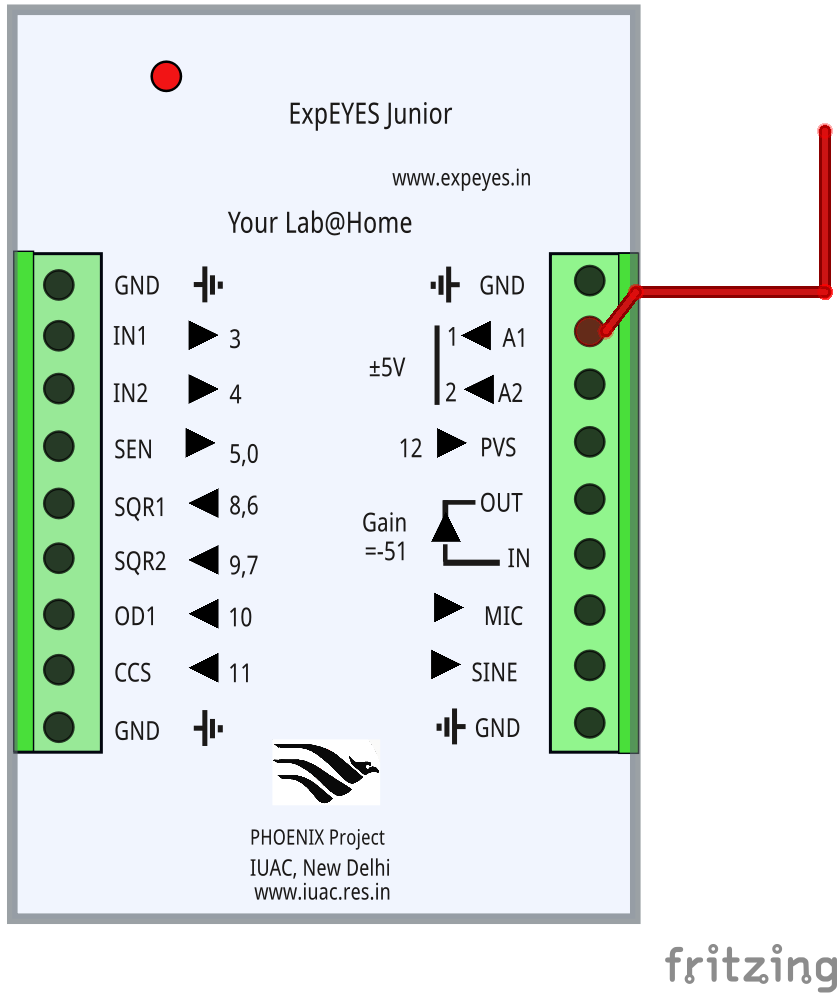 ExpEYES Junior
www.expeyes.in
Your Lab@Home
GND GND
IN1 3 1 A1
±5V
IN2 4 2 A2
SEN 5,0 12 PVS
SQR1 8,6 OUT
Gain
=-51
SQR2 9,7 IN
OD1 10 MIC
CCS 11 SINE
GND GND
PHOENIX Project
IUAC, New Delhi
www.iuac.res.in
fritzing